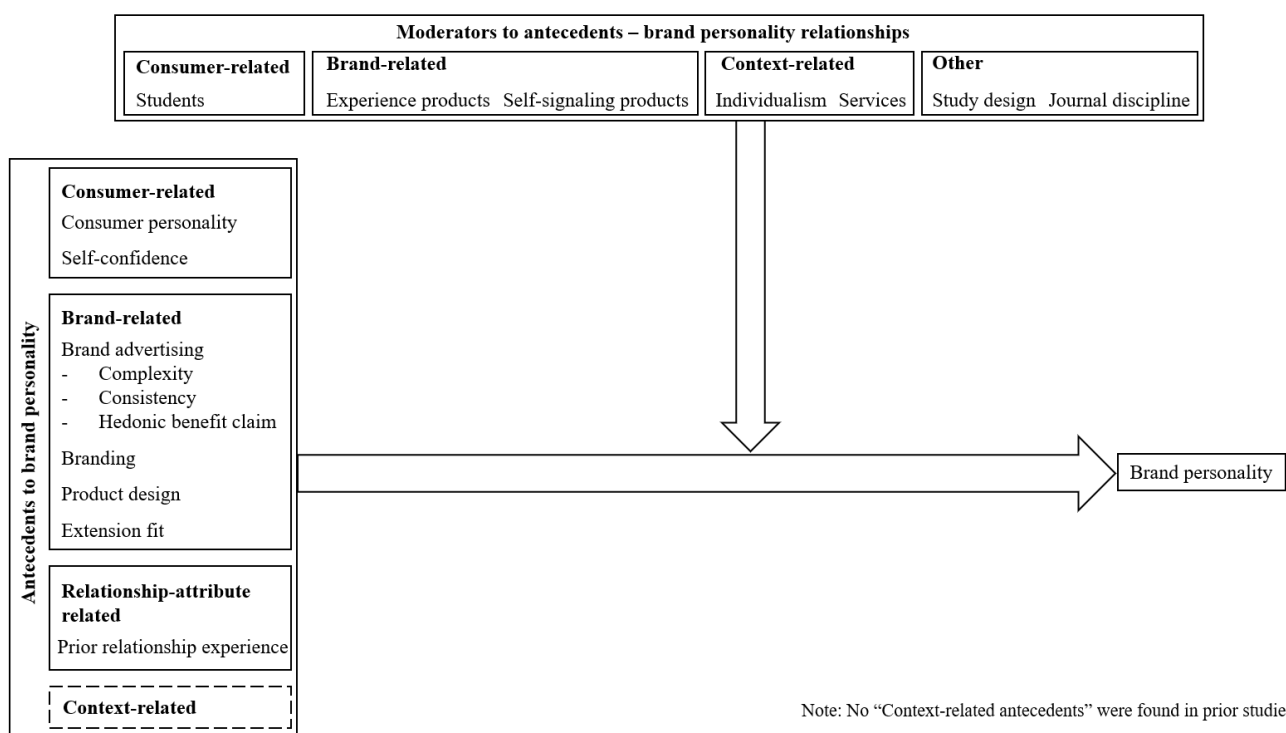 Moderators to antecedents – brand personality relationships
Consumer-related
Students
Brand-related
Experience products Self-signaling products
Context-related
Individualism Services
Other
Study design Journal discipline
Antecedents to brand personality
Consumer-related
Consumer personality
Self-confidence
Brand-related
Brand advertising
- Complexity
- Consistency
- Hedonic benefit claim
Branding
Product design
Extension fit
Relationship-attribute
related
Prior relationship experience
Context-related
Brand personality
Note: No “Context-related antecedents” were found in prior studie